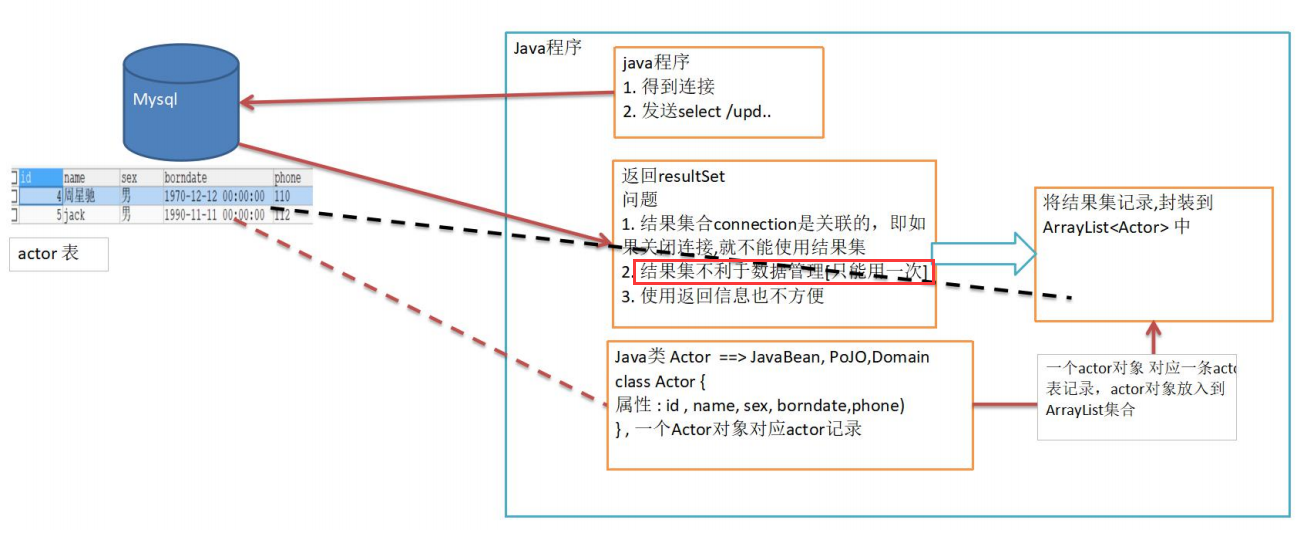 Java程序
java程序
1. 得到连接
2. 发送select /upd..
Mysql
id name sex borndate phone
4 周星驰 男 1970-12-12 00:00:00 110
5 jack 男 1990-11-11 00:00:00 112
actor 表
返回resultSet
问题
1. 结果集合connection是关联的，即如
果关闭连接,就不能使用结果集
2. 结果集不利于数据管理[只能用一次]
3. 使用返回信息也不方便
将结果集记录,封装到
ArrayList<Actor> 中
Java类 Actor ==> JavaBean, PoJO,Domain
class Actor {
属性 : id , name, sex, borndate,phone)
} , 一个Actor对象对应actor记录
一个actor对象 对应一条acto
表记录，actor对象放入到
ArrayList集合